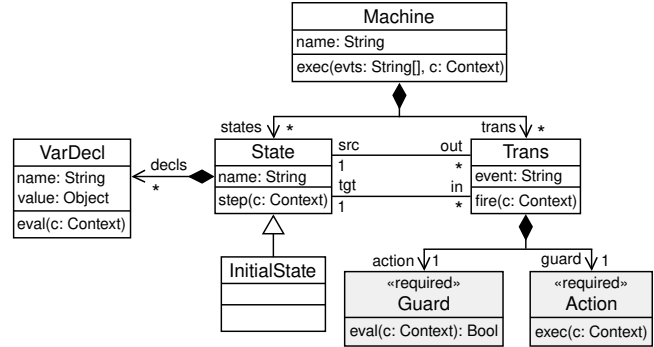 Machine
name: String
exec(evts: String[], c: Context)
states
*
trans
*
VarDecl
name: String
value: Object
eval(c: Context)
decls
*
State
name: String
step(c: Context)
src
1
out
*
tgt
1
in
*
Trans
event: String
fire(c: Context)
InitialState
action
1
guard
1
«required»
Guard
eval(c: Context): Bool
«required»
Action
exec(c: Context)